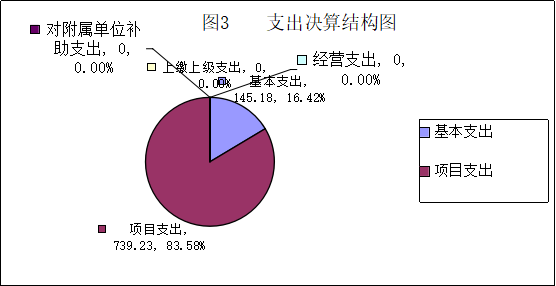 图3 支出决算结构图
对附属单位补
助支出, 0,
0.00%
上缴上级支出, 0,
0.00%
基本支出,
145.18, 16.42%
经营支出, 0,
0.00%
基本支出
项目支出
项目支出,
739.23, 83.58%